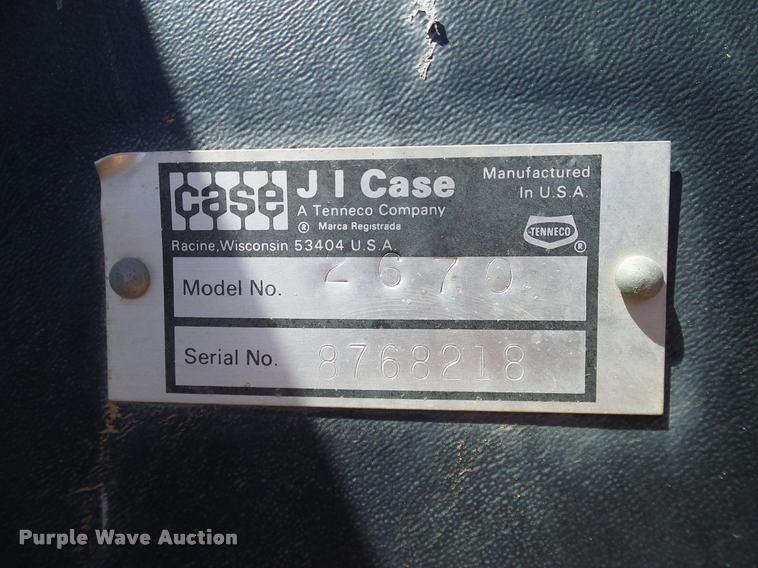 case
J I Case
A Tenneco Company
® Marca Registrada
Racine, Wisconsin 53404 U.S.A.
Manufactured
In U.S.A.
TENNECO
®
Model No. 2670
Serial No. 8768218
Purple Wave Auction